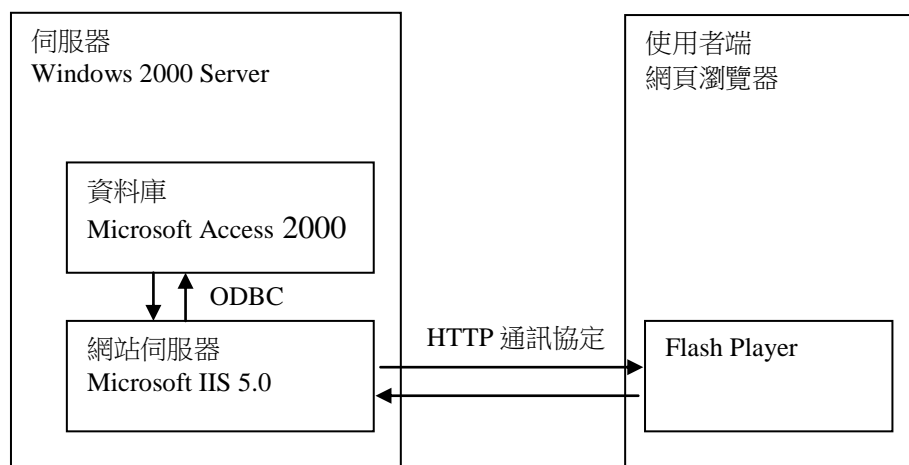 伺服器
Windows 2000 Server
資料庫
Microsoft Access 2000
ODBC
網站伺服器
Microsoft IIS 5.0
HTTP 通訊協定
使用者端
網頁瀏覽器
Flash Player